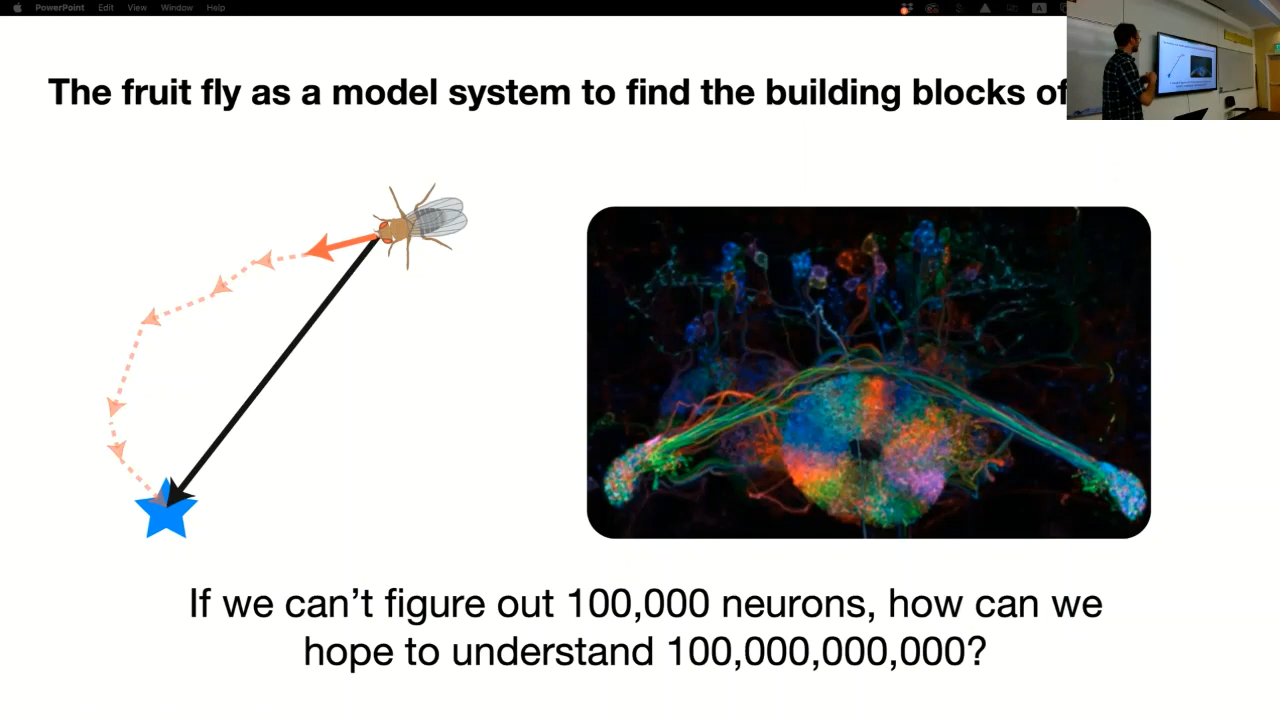 PowerPoint Edit View Window Help
A
The fruit fly as a model system to find the building blocks of
If we can’t figure out 100,000 neurons, how can we
hope to understand 100,000,000,000?